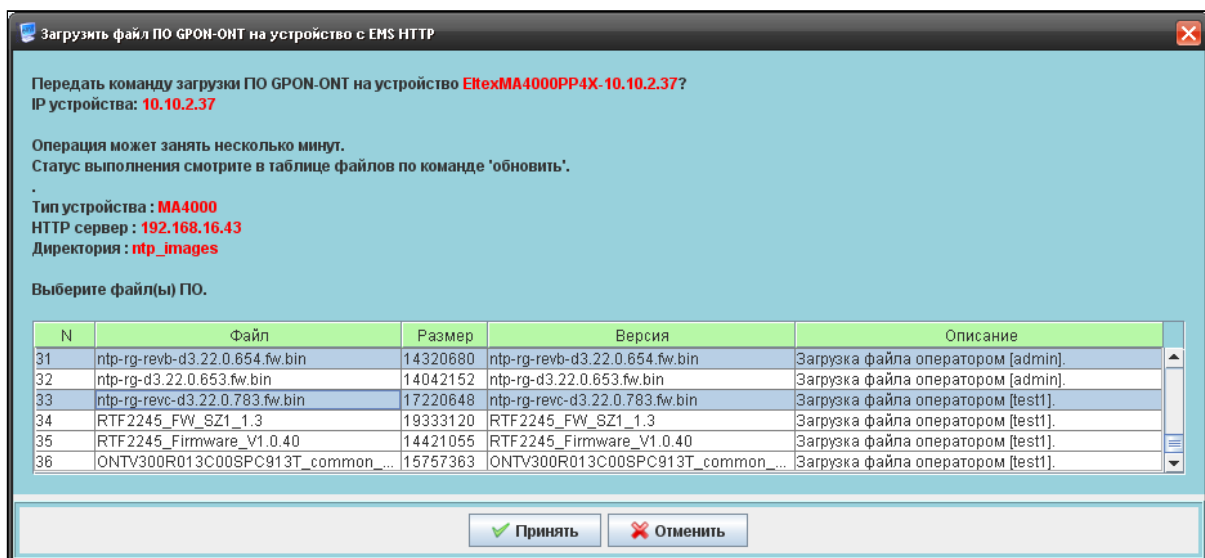 Загрузить файл ПО GPON-ONT на устройство с EMS HTTP
Передать команду загрузки ПО GPON-ONT на устройство EltexMA4000PP4X-10.10.2.37?
IP устройства: 10.10.2.37
Операция может занять несколько минут.
Статус выполнения смотрите в таблице файлов по команде 'обновить'.
.
Тип устройства : MA4000
HTTP сервер : 192.168.16.43
Директория : ntp_images
Выберите файл(ы) ПО.
N Файл Размер Версия Описание
31 ntp-rg-revb-d3.22.0.654.fw.bin 14320680 ntp-rg-revb-d3.22.0.654.fw.bin Загрузка файла оператором [admin].
32 ntp-rg-d3.22.0.653.fw.bin 14042152 ntp-rg-d3.22.0.653.fw.bin Загрузка файла оператором [admin].
33 ntp-rg-revc-d3.22.0.783.fw.bin 17220648 ntp-rg-revc-d3.22.0.783.fw.bin Загрузка файла оператором [test1].
34 RTF2245_FW_SZ1_1.3 19333120 RTF2245_FW_SZ1_1.3 Загрузка файла оператором [test1].
35 RTF2245_Firmware_V1.0.40 14421055 RTF2245_Firmware_V1.0.40 Загрузка файла оператором [test1].
36 ONTV300R013C00SPC913T_common_... 15757363 ONTV300R013C00SPC913T_common_... Загрузка файла оператором [test1].
Принять Отменить